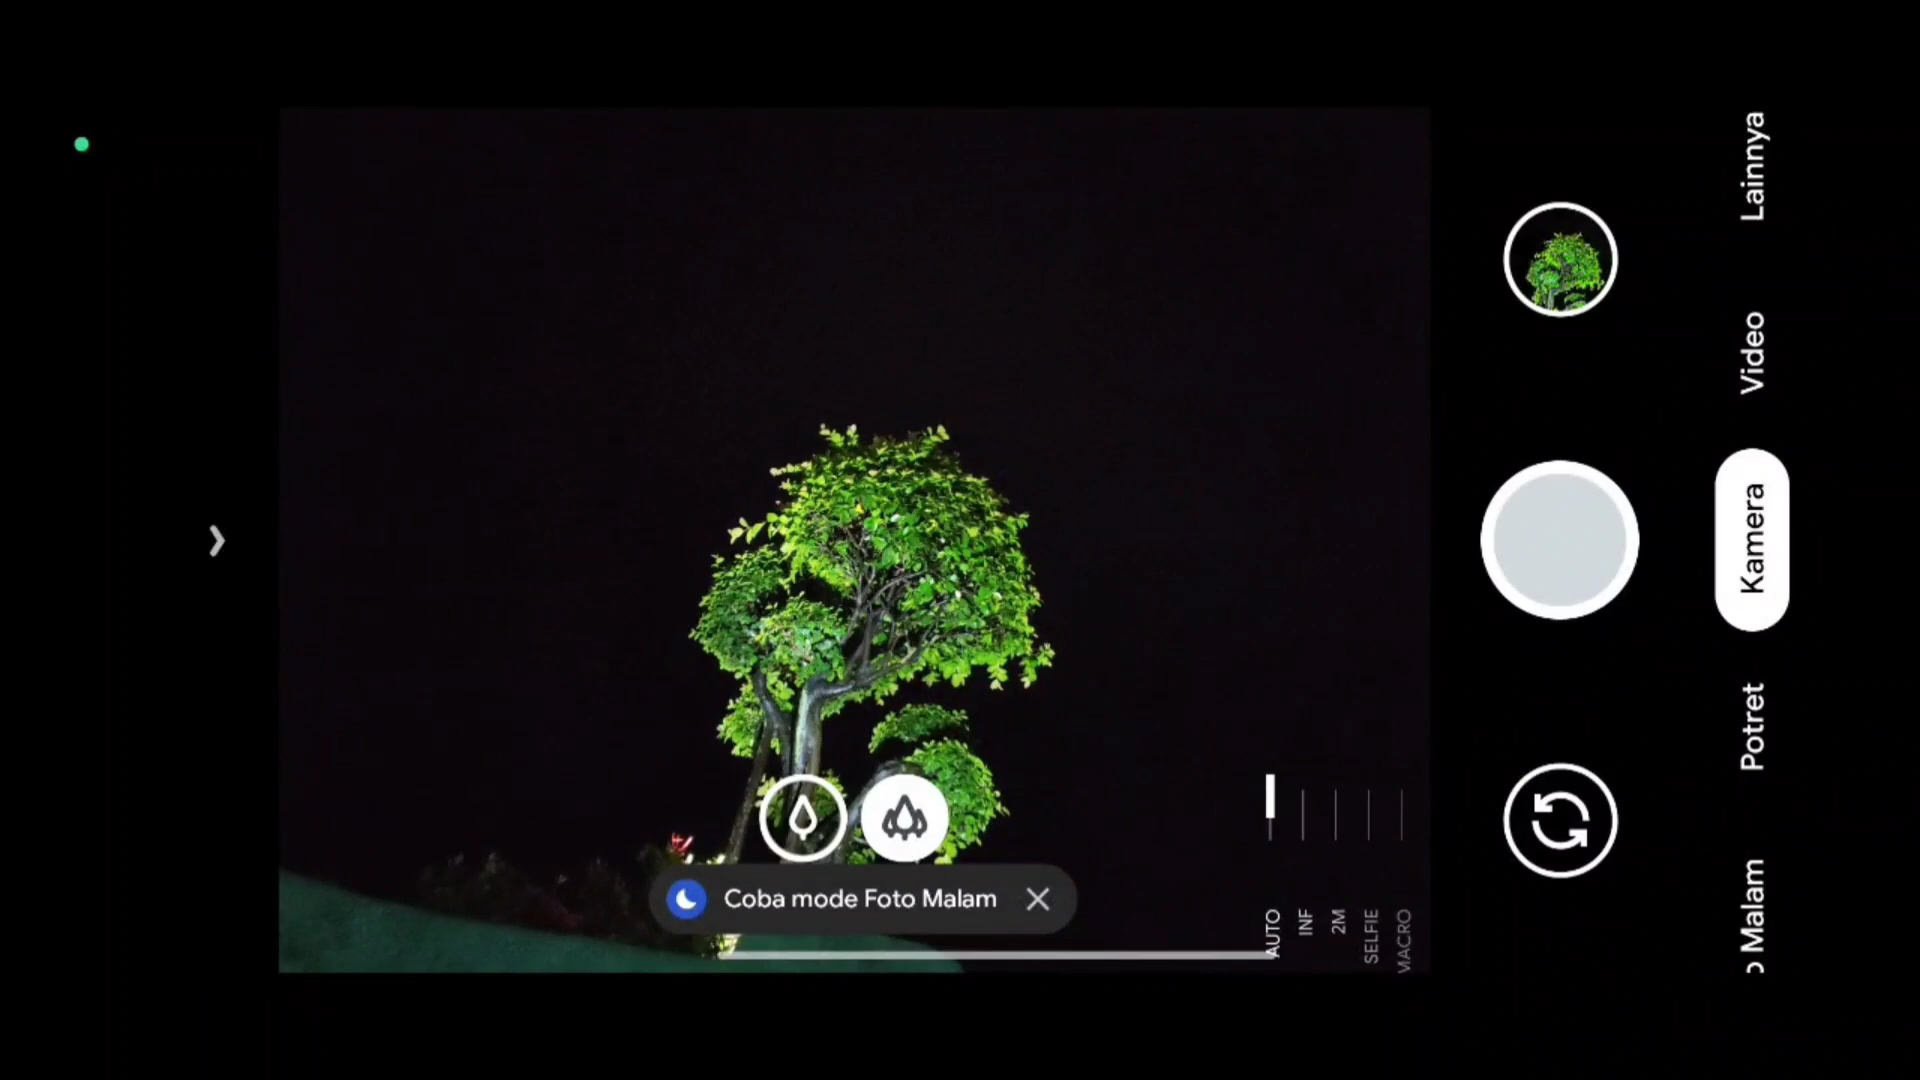 Lainnya
Video
Kamera
Potret
o Malam
Coba mode Foto Malam
AUTO
INF
2M
SELFIE
MACRO